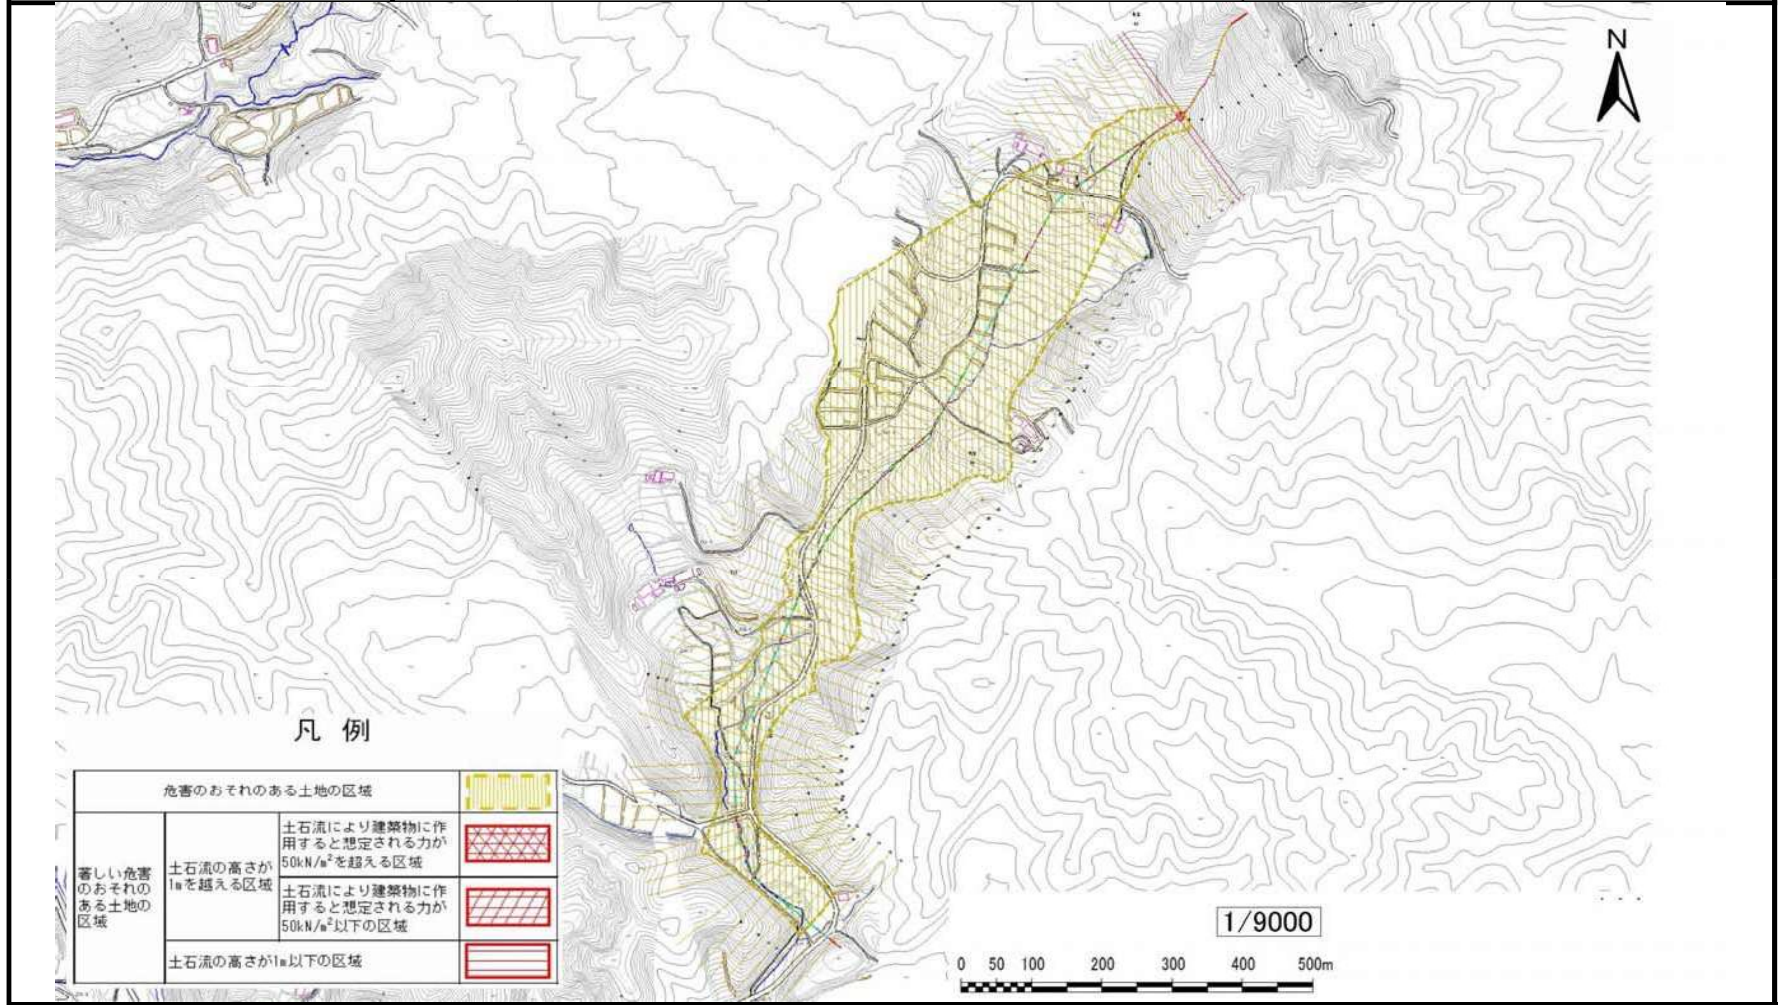 N
凡 例
危害のおそれのある土地の区域
著しい危害
のおそれの
ある土地の
区域
土石流の高さが
1mを越える区域
土石流により建築物に作
用すると想定される力が
50kN/m²を超える区域
土石流により建築物に作
用すると想定される力が
50kN/m²以下の区域
土石流の高さが1m以下の区域
1/9000
0 50 100 200 300 400 500m